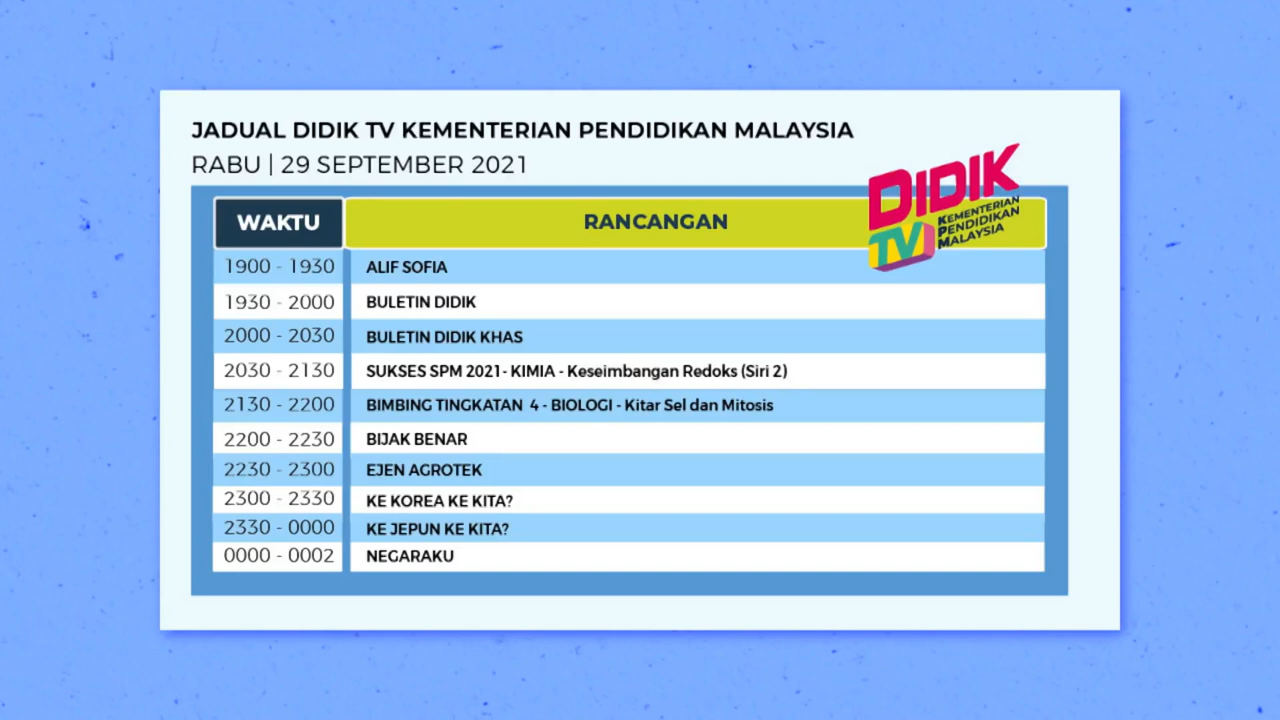 JADUAL DIDIK TV KEMENTERIAN PENDIDIKAN MALAYSIA
RABU | 29 SEPTEMBER 2021
DIDIK
TV
KEMENTERIAN
PENDIDIKAN
MALAYSIA
WAKTU RANCANGAN
1900 - 1930 ALIF SOFIA
1930 - 2000 BULETIN DIDIK
2000 - 2030 BULETIN DIDIK KHAS
2030 - 2130 SUKSES SPM 2021- KIMIA - Keseimbangan Redoks (Siri 2)
2130 - 2200 BIMBING TINGKATAN 4 - BIOLOGI - Kitar Sel dan Mitosis
2200 - 2230 BIJAK BENAR
2230 - 2300 EJEN AGROTEK
2300 - 2330 KE KOREA KE KITA?
2330 - 0000 KE JEPUN KE KITA?
0000 - 0002 NEGARAKU